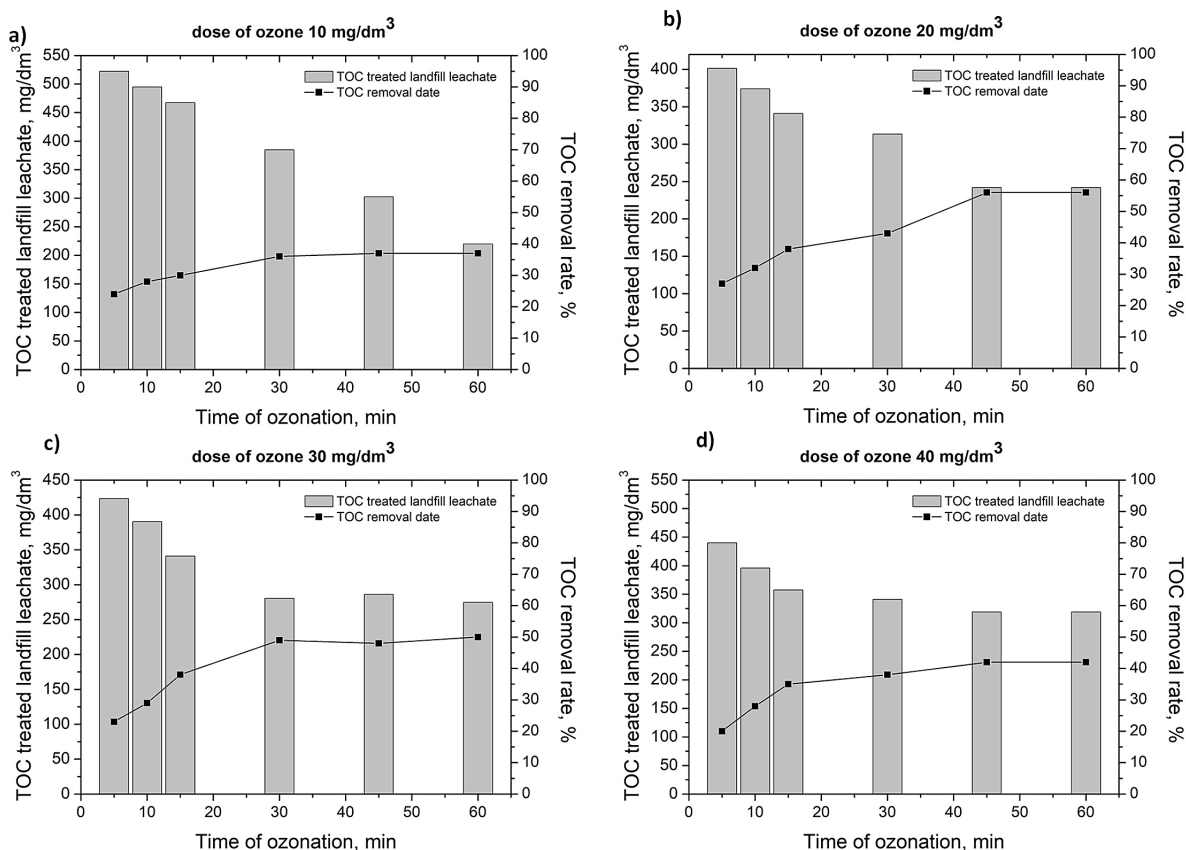 a)
dose of ozone 10 mg/dm³
TOC treated landfill leachate, mg/dm³
550
500
450
400
350
300
250
200
150
100
50
0
TOC treated landfill leachate
TOC removal date
100
90
80
70
60
50
40
30
20
10
0
TOC removal rate, %
0 10 20 30 40 50 60
Time of ozonation, min
b)
dose of ozone 20 mg/dm³
TOC treated landfill leachate, mg/dm³
400
350
300
250
200
150
100
50
0
TOC treated landfill leachate
TOC removal date
100
90
80
70
60
50
40
30
20
10
0
TOC removal rate, %
0 10 20 30 40 50 60
Time of ozonation, min
c)
dose of ozone 30 mg/dm³
TOC treated landfill leachate, mg/dm³
450
400
350
300
250
200
150
100
50
0
TOC treated landfill leachate
TOC removal date
100
90
80
70
60
50
40
30
20
10
0
TOC removal rate, %
0 10 20 30 40 50 60
Time of ozonation, min
d)
dose of ozone 40 mg/dm³
TOC treated landfill leachate, mg/dm³
550
500
450
400
350
300
250
200
150
100
50
0
TOC treated landfill leachate
TOC removal date
100
90
80
70
60
50
40
30
20
10
0
TOC removal rate, %
0 10 20 30 40 50 60
Time of ozonation, min